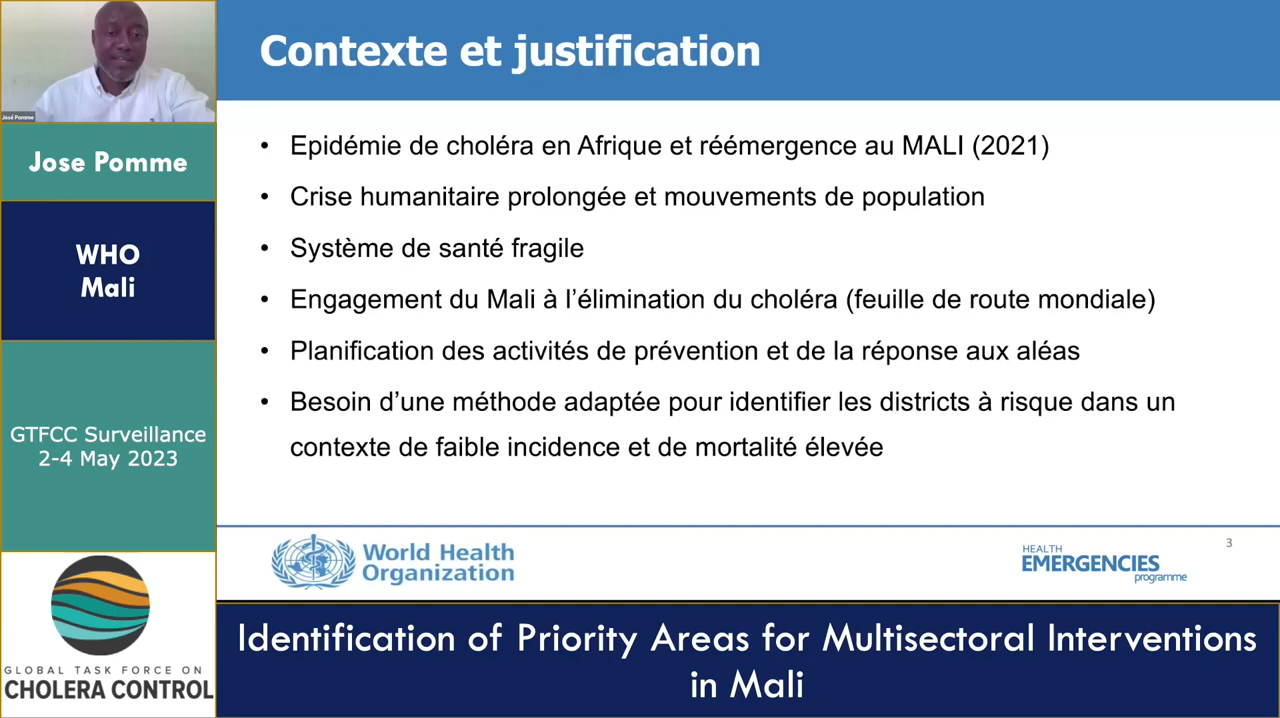 José Pomme
Jose Pomme
WHO
Mali
GTFCC Surveillance
2-4 May 2023
GLOBAL TASK FORCE ON
CHOLERA CONTROL
Contexte et justification
• Epidémie de choléra en Afrique et réémergence au MALI (2021)
• Crise humanitaire prolongée et mouvements de population
• Système de santé fragile
• Engagement du Mali à l’élimination du choléra (feuille de route mondiale)
• Planification des activités de prévention et de la réponse aux aléas
• Besoin d’une méthode adaptée pour identifier les districts à risque dans un
contexte de faible incidence et de mortalité élevée
World Health
Organization
HEALTH
EMERGENCIES
programme
3
Identification of Priority Areas for Multisectoral Interventions
in Mali